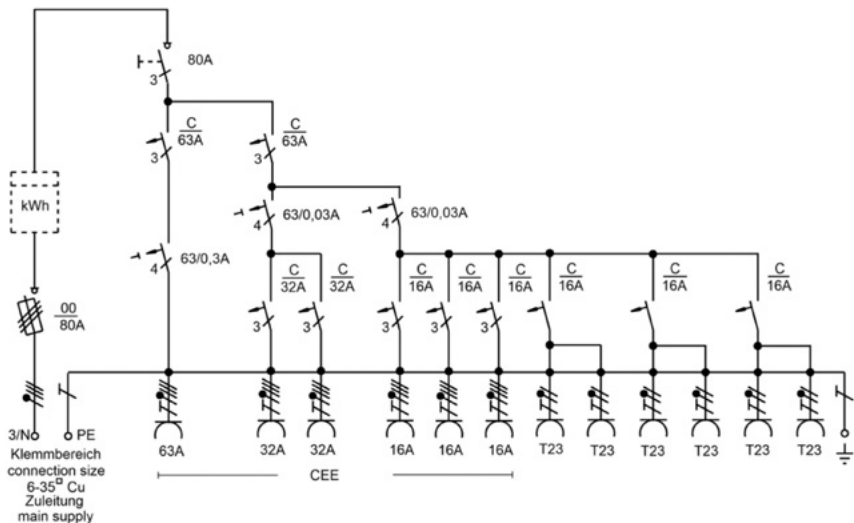 80A
3
C
63A
3
C
63A
3
kWh
63/0,03A
4
63/0,03A
4
63/0,3A
4
C
32A
C
32A
C
16A
C
16A
C
16A
C
16A
C
16A
C
16A
00
80A
3
3
3
3
3
3/N
PE
63A
32A
32A
16A
16A
16A
T23
T23
T23
T23
T23
T23
CEE
Klemmbereich
connection size
6-35□ Cu
Zuleitung
main supply